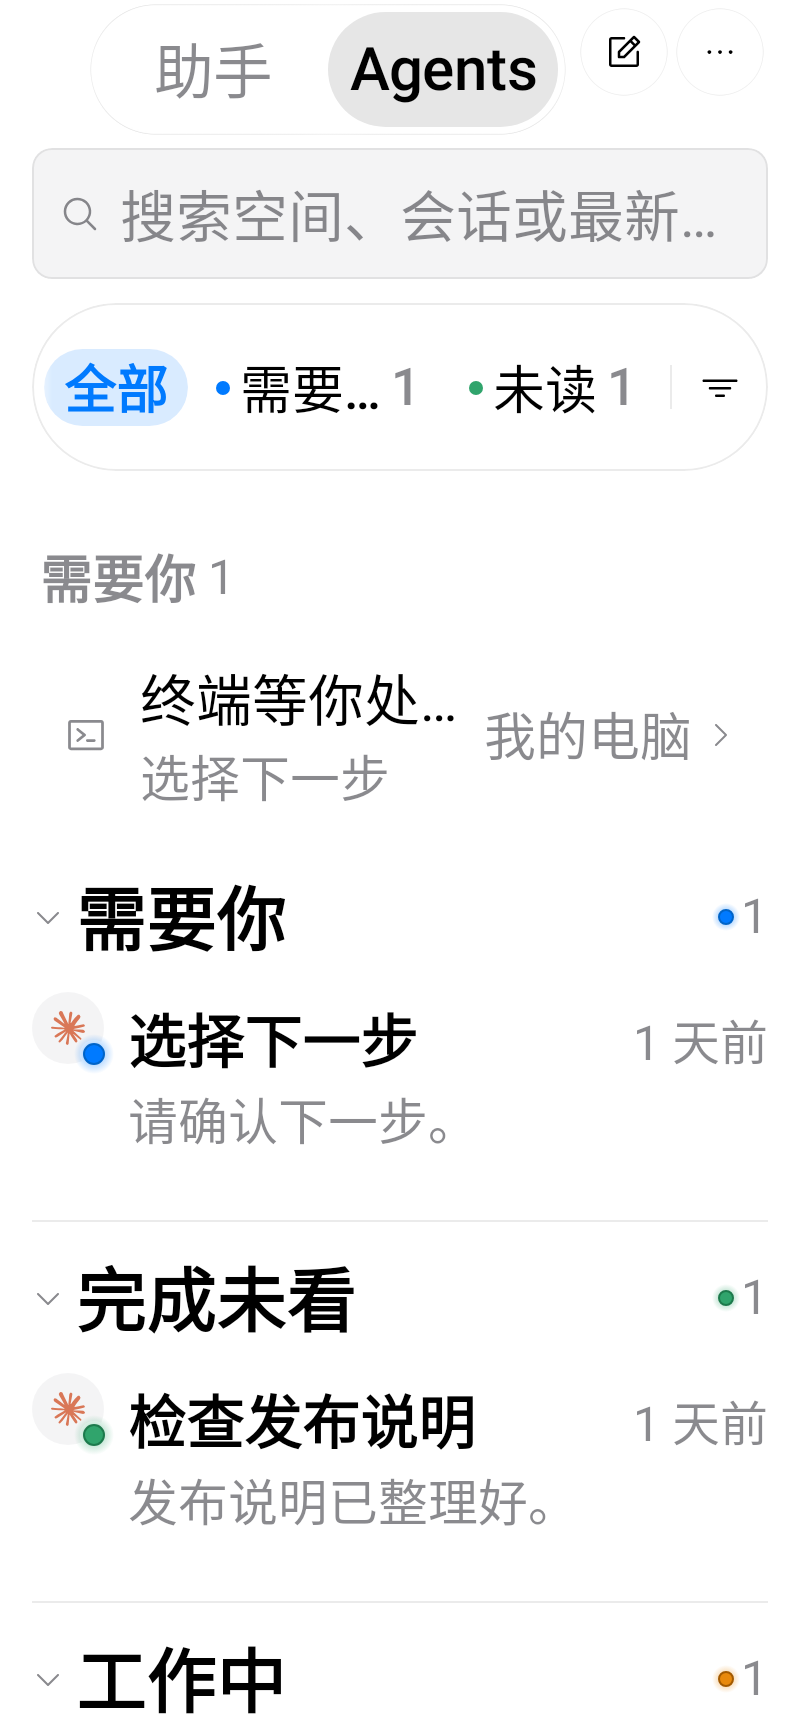 助手 Agents
搜索空间、会话或最新...
全部 需要... 1 未读 1
需要你 1
终端等你处... 我的电脑
选择下一步
需要你 1
选择下一步 1 天前
请确认下一步。
完成未看 1
检查发布说明 1 天前
发布说明已整理好。
工作中 1